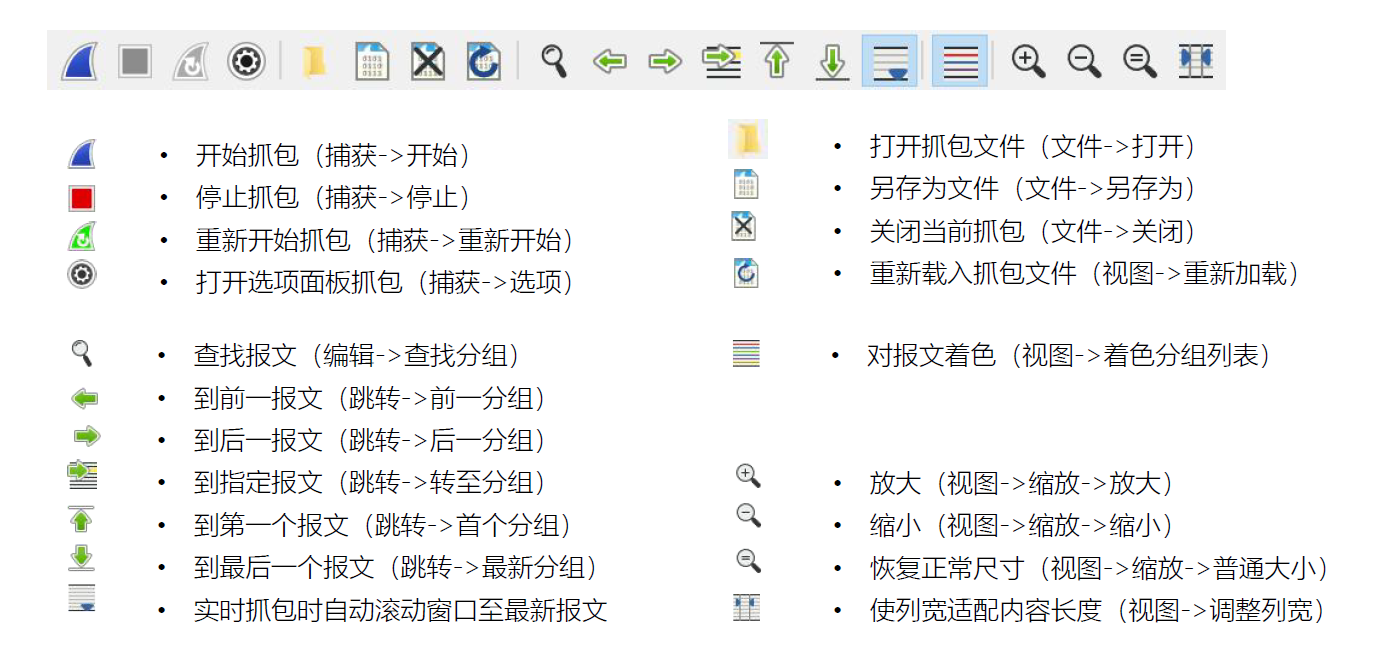 • 开始抓包（捕获->开始）
• 停止抓包（捕获->停止）
• 重新开始抓包（捕获->重新开始）
• 打开选项面板抓包（捕获->选项）
• 查找报文（编辑->查找分组）
• 到前一报文（跳转->前一分组）
• 到后一报文（跳转->后一分组）
• 到指定报文（跳转->转至分组）
• 到第一个报文（跳转->首个分组）
• 到最后一个报文（跳转->最新分组）
• 实时抓包时自动滚动窗口至最新报文
• 打开抓包文件（文件->打开）
• 另存为文件（文件->另存为）
• 关闭当前抓包（文件->关闭）
• 重新载入抓包文件（视图->重新加载）
• 对报文着色（视图->着色分组列表）
• 放大（视图->缩放->放大）
• 缩小（视图->缩放->缩小）
• 恢复正常尺寸（视图->缩放->普通大小）
• 使列宽适配内容长度（视图->调整列宽）